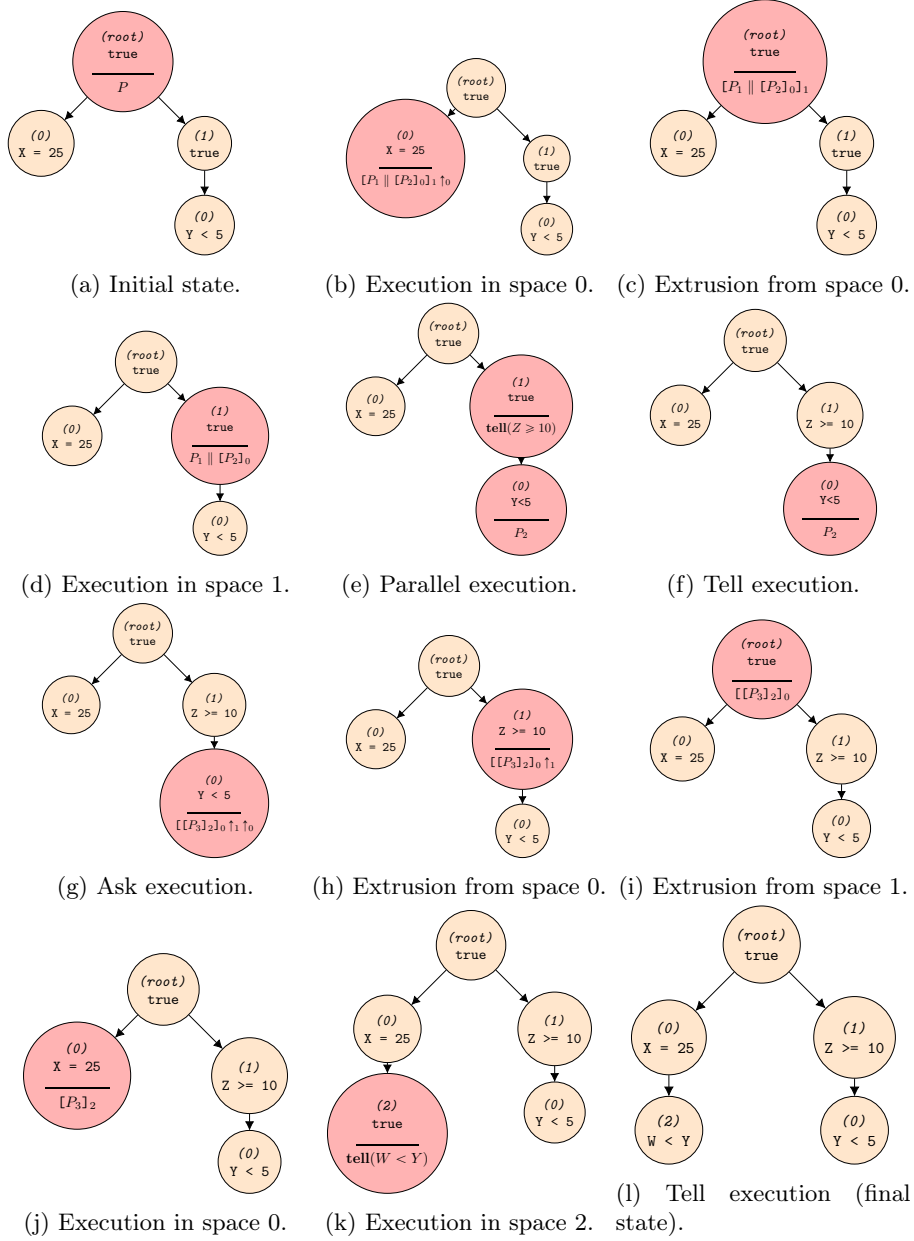 (root)
true
P
(0)
X = 25
(1)
true
(0)
Y < 5
(a) Initial state.
(root)
true
(0)
X = 25
[P₁ ∥ [P₂]₀]₁ ↑₀
(1)
true
(0)
Y < 5
(b) Execution in space 0.
(root)
true
[P₁ ∥ [P₂]₀]₁
(0)
X = 25
(1)
true
(0)
Y < 5
(c) Extrusion from space 0.
(root)
true
(0)
X = 25
(1)
true
P₁ ∥ [P₂]₀
(0)
Y < 5
(d) Execution in space 1.
(root)
true
(0)
X = 25
(1)
true
tell(Z ⩾ 10)
(0)
Y<5
P₂
(e) Parallel execution.
(root)
true
(0)
X = 25
(1)
Z >= 10
(0)
Y<5
P₂
(f) Tell execution.
(root)
true
(0)
X = 25
(1)
Z >= 10
(0)
Y < 5
[[P₃]₂]₀ ↑₁ ↑₀
(g) Ask execution.
(root)
true
(0)
X = 25
(1)
Z >= 10
[[P₃]₂]₀ ↑₁
(0)
Y < 5
(h) Extrusion from space 0.
(root)
true
[[P₃]₂]₀
(0)
X = 25
(1)
Z >= 10
(0)
Y < 5
(i) Extrusion from space 1.
(root)
true
(0)
X = 25
[P₃]₂
(1)
Z >= 10
(0)
Y < 5
(j) Execution in space 0.
(root)
true
(0)
X = 25
(1)
Z >= 10
(2)
true
tell(W < Y)
(0)
Y < 5
(k) Execution in space 2.
(root)
true
(0)
X = 25
(1)
Z >= 10
(2)
W < Y
(0)
Y < 5
(l) Tell execution (final
state).